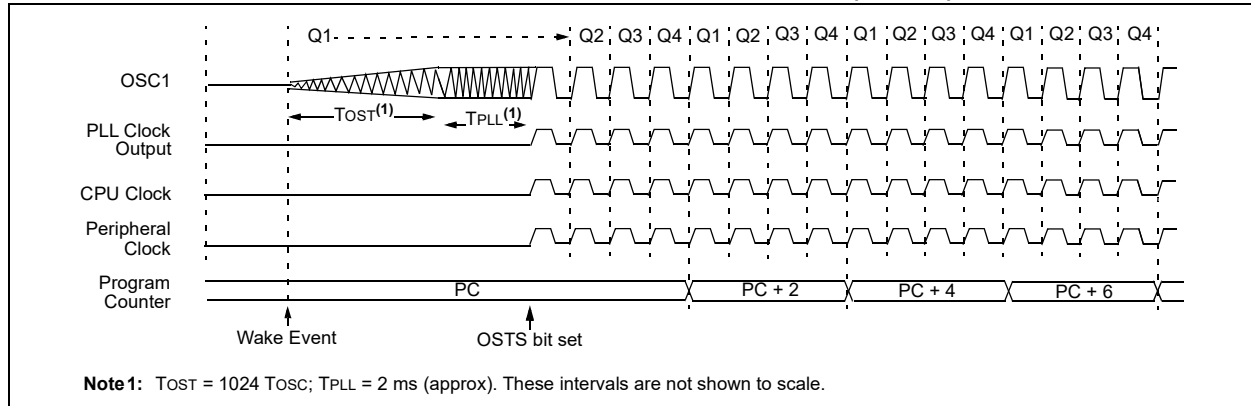 Q1 Q2 Q3 Q4 Q1 Q2 Q3 Q4 Q1 Q2 Q3 Q4 Q1 Q2 Q3 Q4
OSC1
TOST(1) TPLL(1)
PLL Clock
Output
CPU Clock
Peripheral
Clock
Program
Counter
PC PC + 2 PC + 4 PC + 6
Wake Event OSTS bit set
Note 1: TOST = 1024 TOSC; TPLL = 2 ms (approx). These intervals are not shown to scale.